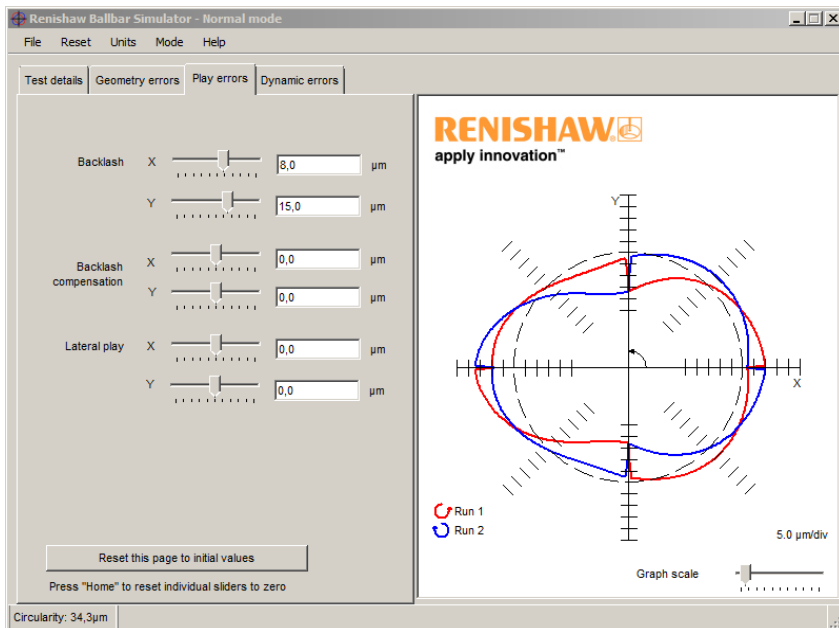 Renishaw Ballbar Simulator - Normal mode
File Reset Units Mode Help
Test details Geometry errors Play errors Dynamic errors
Backlash X 8,0 µm
Y 15,0 µm
Backlash compensation X 0,0 µm
Y 0,0 µm
Lateral play X 0,0 µm
Y 0,0 µm
Reset this page to initial values
Press "Home" to reset individual sliders to zero
RENISHAW.
apply innovation™
Y
X
Run 1
Run 2
5.0 µm/div
Graph scale
Circularity: 34,3µm